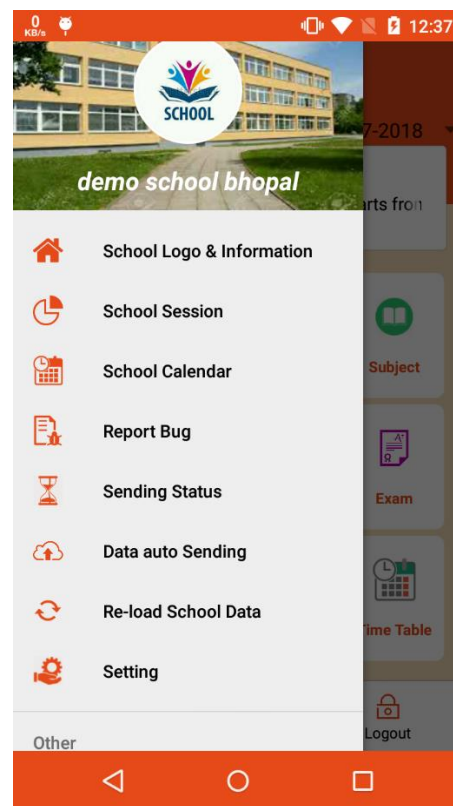 0
KB/s
12:37
SCHOOL
demo school bhopal
7-2018
arts from
School Logo & Information
School Session
School Calendar
Subject
Report Bug
Sending Status
A+
Exam
Data auto Sending
Re-load School Data
Time Table
Setting
Logout
Other